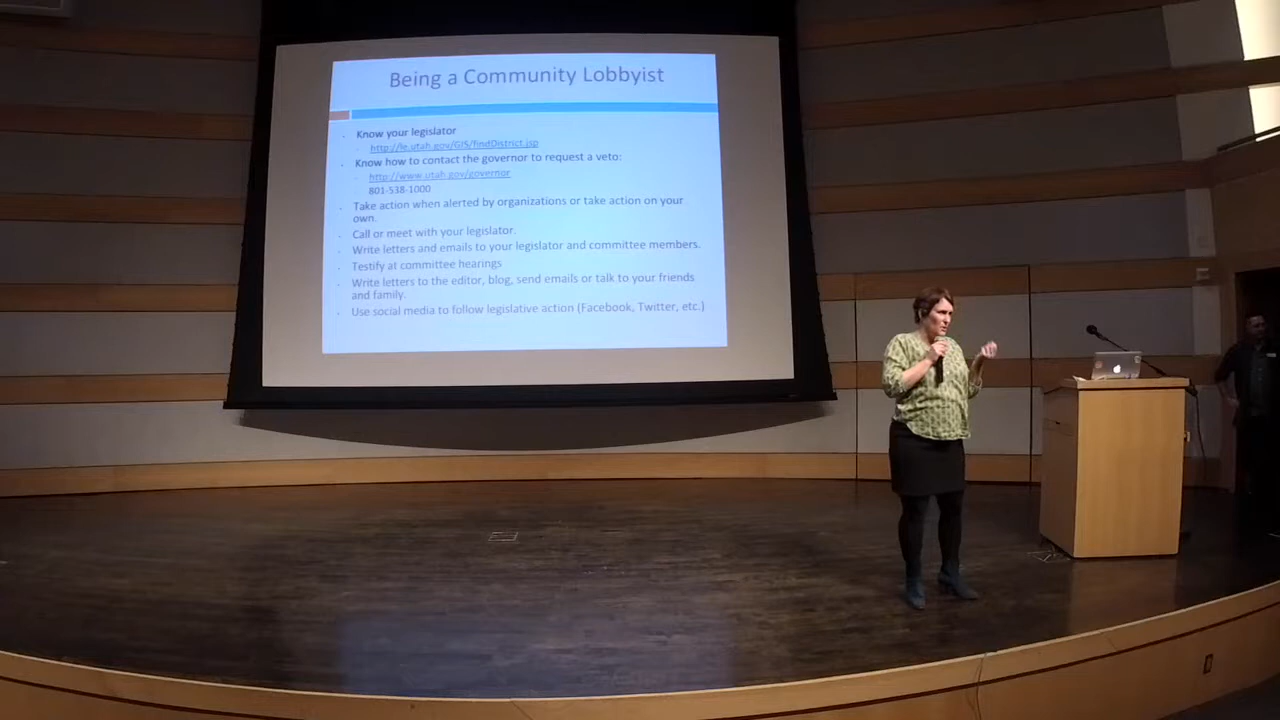 Being a Community Lobbyist
Know your legislator
http://le.utah.gov/GIS/findDistrict.jsp
Know how to contact the governor to request a veto:
http://www.utah.gov/governor
801-538-1000
Take action when alerted by organizations or take action on your
own.
Call or meet with your legislator.
Write letters and emails to your legislator and committee members.
Testify at committee hearings
Write letters to the editor, blog, send emails or talk to your friends
and family.
Use social media to follow legislative action (Facebook, Twitter, etc.)